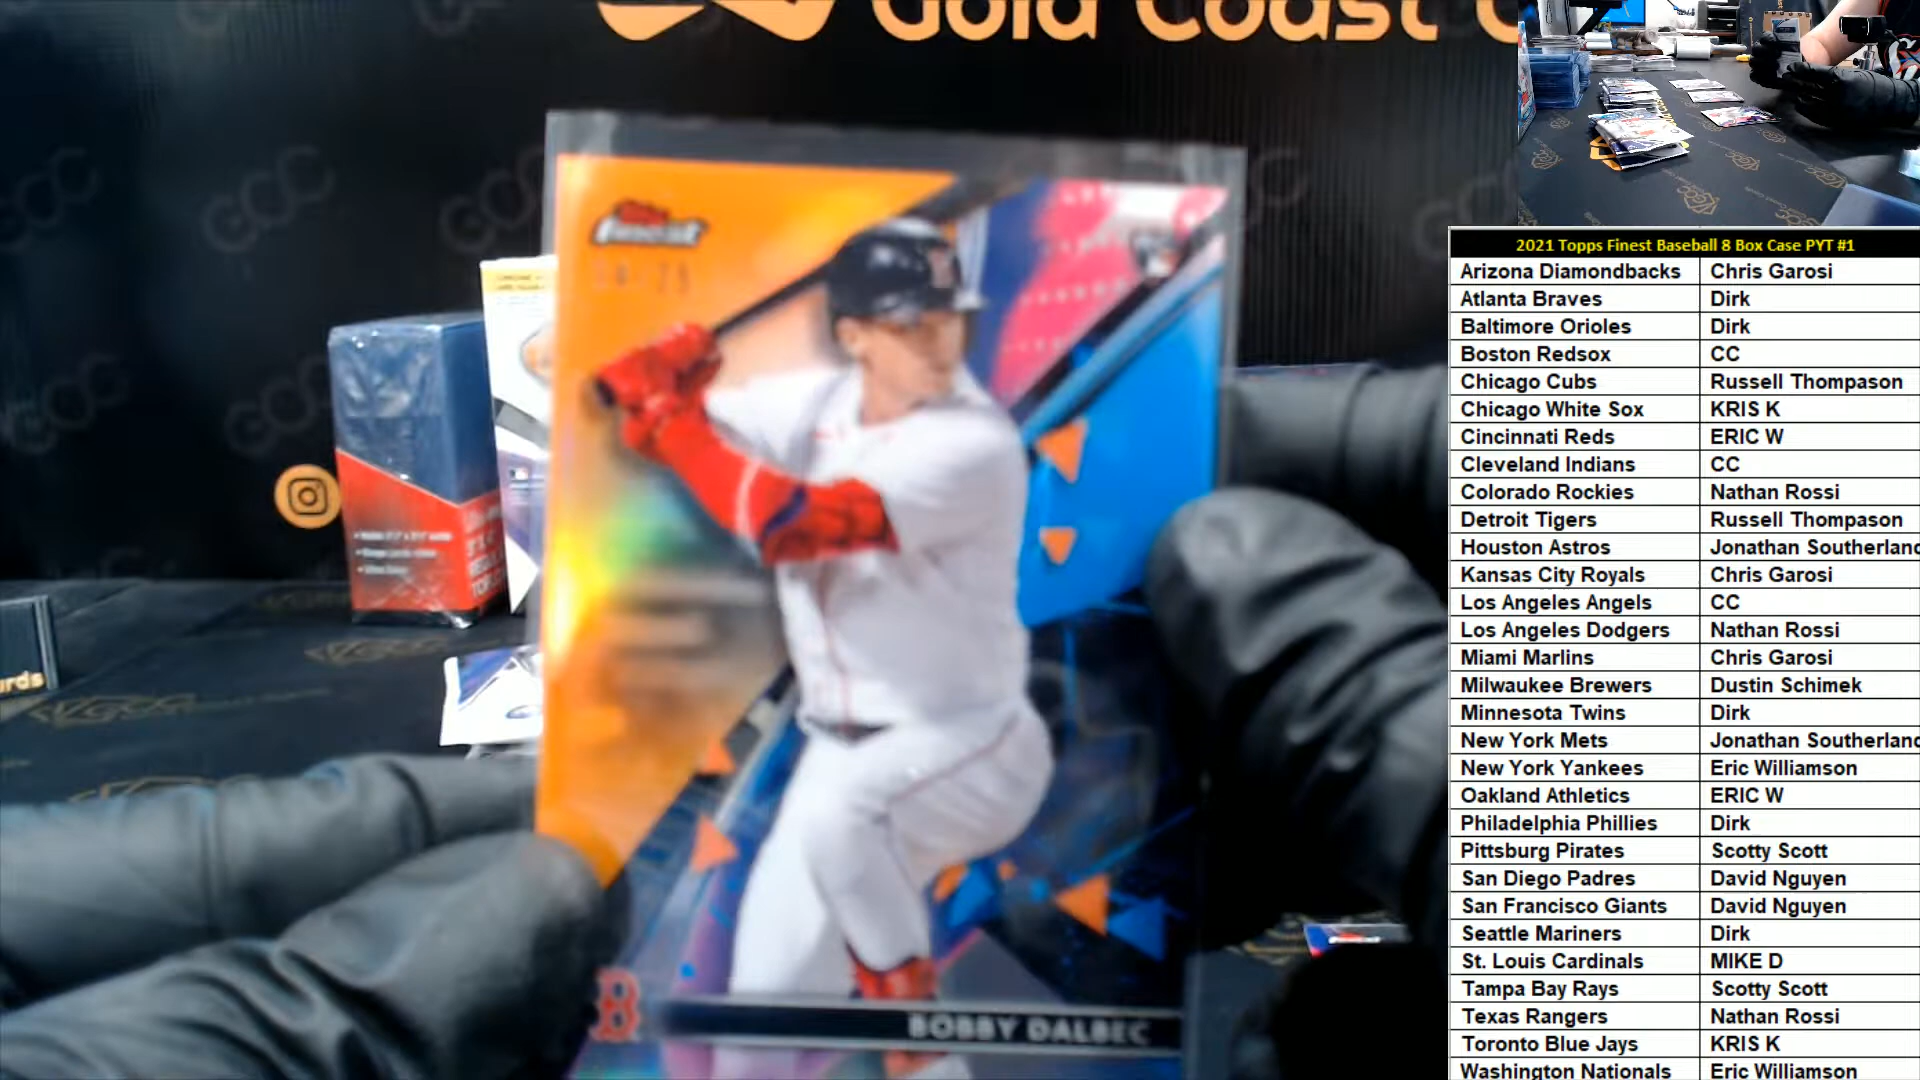 Gold Coast C
GCC
GCC
GCC
GCC
Topps
finest
BOBBY DALBEC
B
rds
2021 Topps Finest Baseball 8 Box Case PYT #1
Arizona Diamondbacks Chris Garosi
Atlanta Braves Dirk
Baltimore Orioles Dirk
Boston Redsox CC
Chicago Cubs Russell Thompason
Chicago White Sox KRIS K
Cincinnati Reds ERIC W
Cleveland Indians CC
Colorado Rockies Nathan Rossi
Detroit Tigers Russell Thompason
Houston Astros Jonathan Southerland
Kansas City Royals Chris Garosi
Los Angeles Angels CC
Los Angeles Dodgers Nathan Rossi
Miami Marlins Chris Garosi
Milwaukee Brewers Dustin Schimek
Minnesota Twins Dirk
New York Mets Jonathan Southerland
New York Yankees Eric Williamson
Oakland Athletics ERIC W
Philadelphia Phillies Dirk
Pittsburg Pirates Scotty Scott
San Diego Padres David Nguyen
San Francisco Giants David Nguyen
Seattle Mariners Dirk
St. Louis Cardinals MIKE D
Tampa Bay Rays Scotty Scott
Texas Rangers Nathan Rossi
Toronto Blue Jays KRIS K
Washington Nationals Eric Williamson